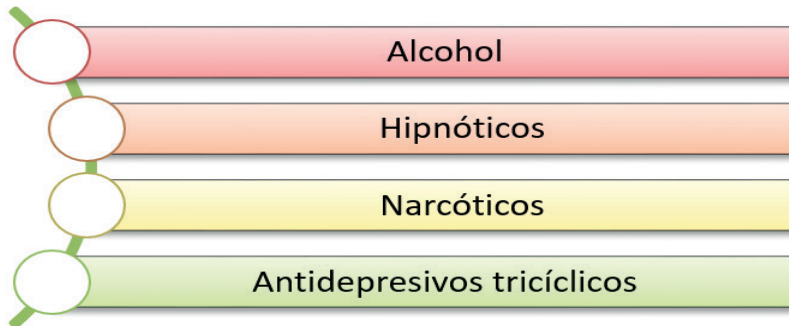 Alcohol
Hipnóticos
Narcóticos
Antidepresivos tricíclicos